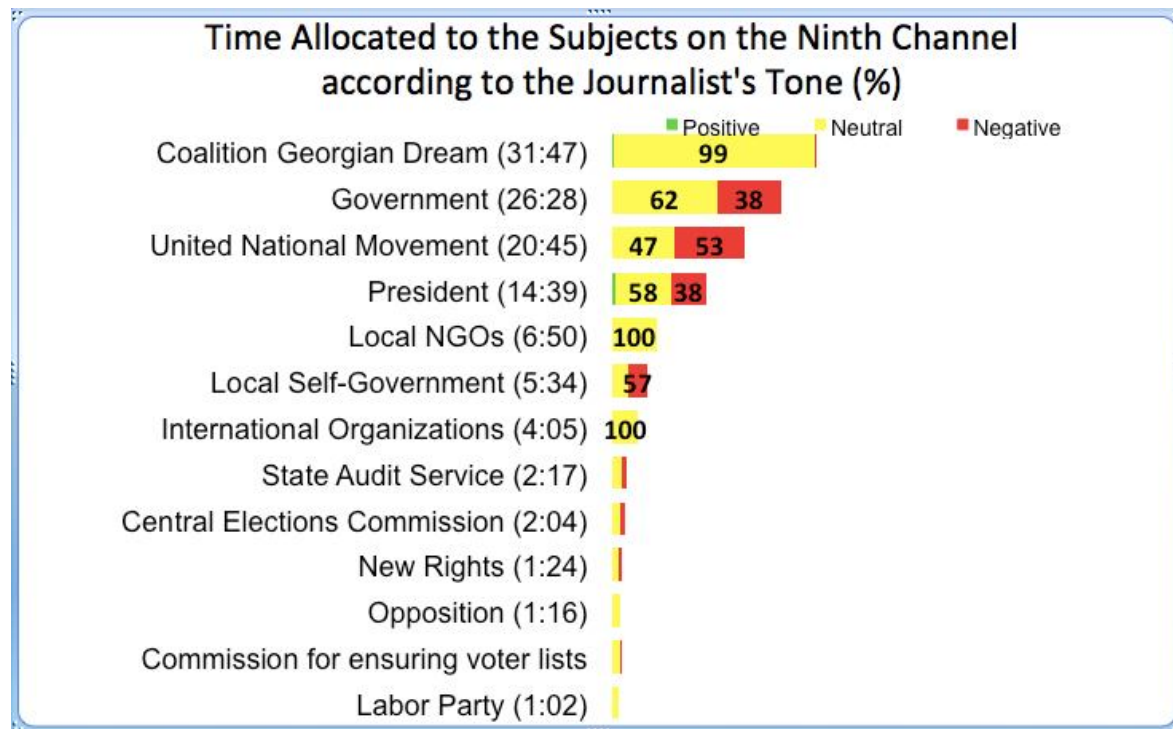 Time Allocated to the Subjects on the Ninth Channel
according to the Journalist's Tone (%)
Positive Neutral Negative
Coalition Georgian Dream (31:47) 99
Government (26:28) 62 38
United National Movement (20:45) 47 53
President (14:39) 58 38
Local NGOs (6:50) 100
Local Self-Government (5:34) 57
International Organizations (4:05) 100
State Audit Service (2:17)
Central Elections Commission (2:04)
New Rights (1:24)
Opposition (1:16)
Commission for ensuring voter lists
Labor Party (1:02)